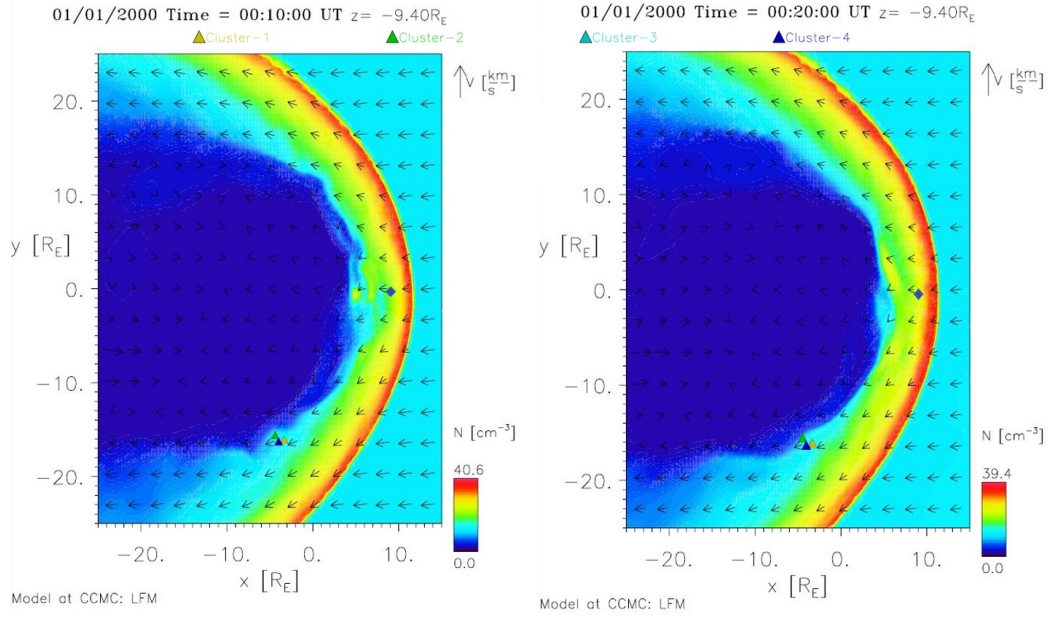 01/01/2000 Time = 00:10:00 UT z= -9.40R_E
Cluster-1 Cluster-2
20.
10.
0.
-10.
-20.
y [R_E]
V [km/s]
N [cm⁻³]
40.6
0.0
-20. -10. 0. 10.
x [R_E]
Model at CCMC: LFM
01/01/2000 Time = 00:20:00 UT z= -9.40R_E
Cluster-3 Cluster-4
20.
10.
0.
-10.
-20.
y [R_E]
V [km/s]
N [cm⁻³]
39.4
0.0
-20. -10. 0. 10.
x [R_E]
Model at CCMC: LFM